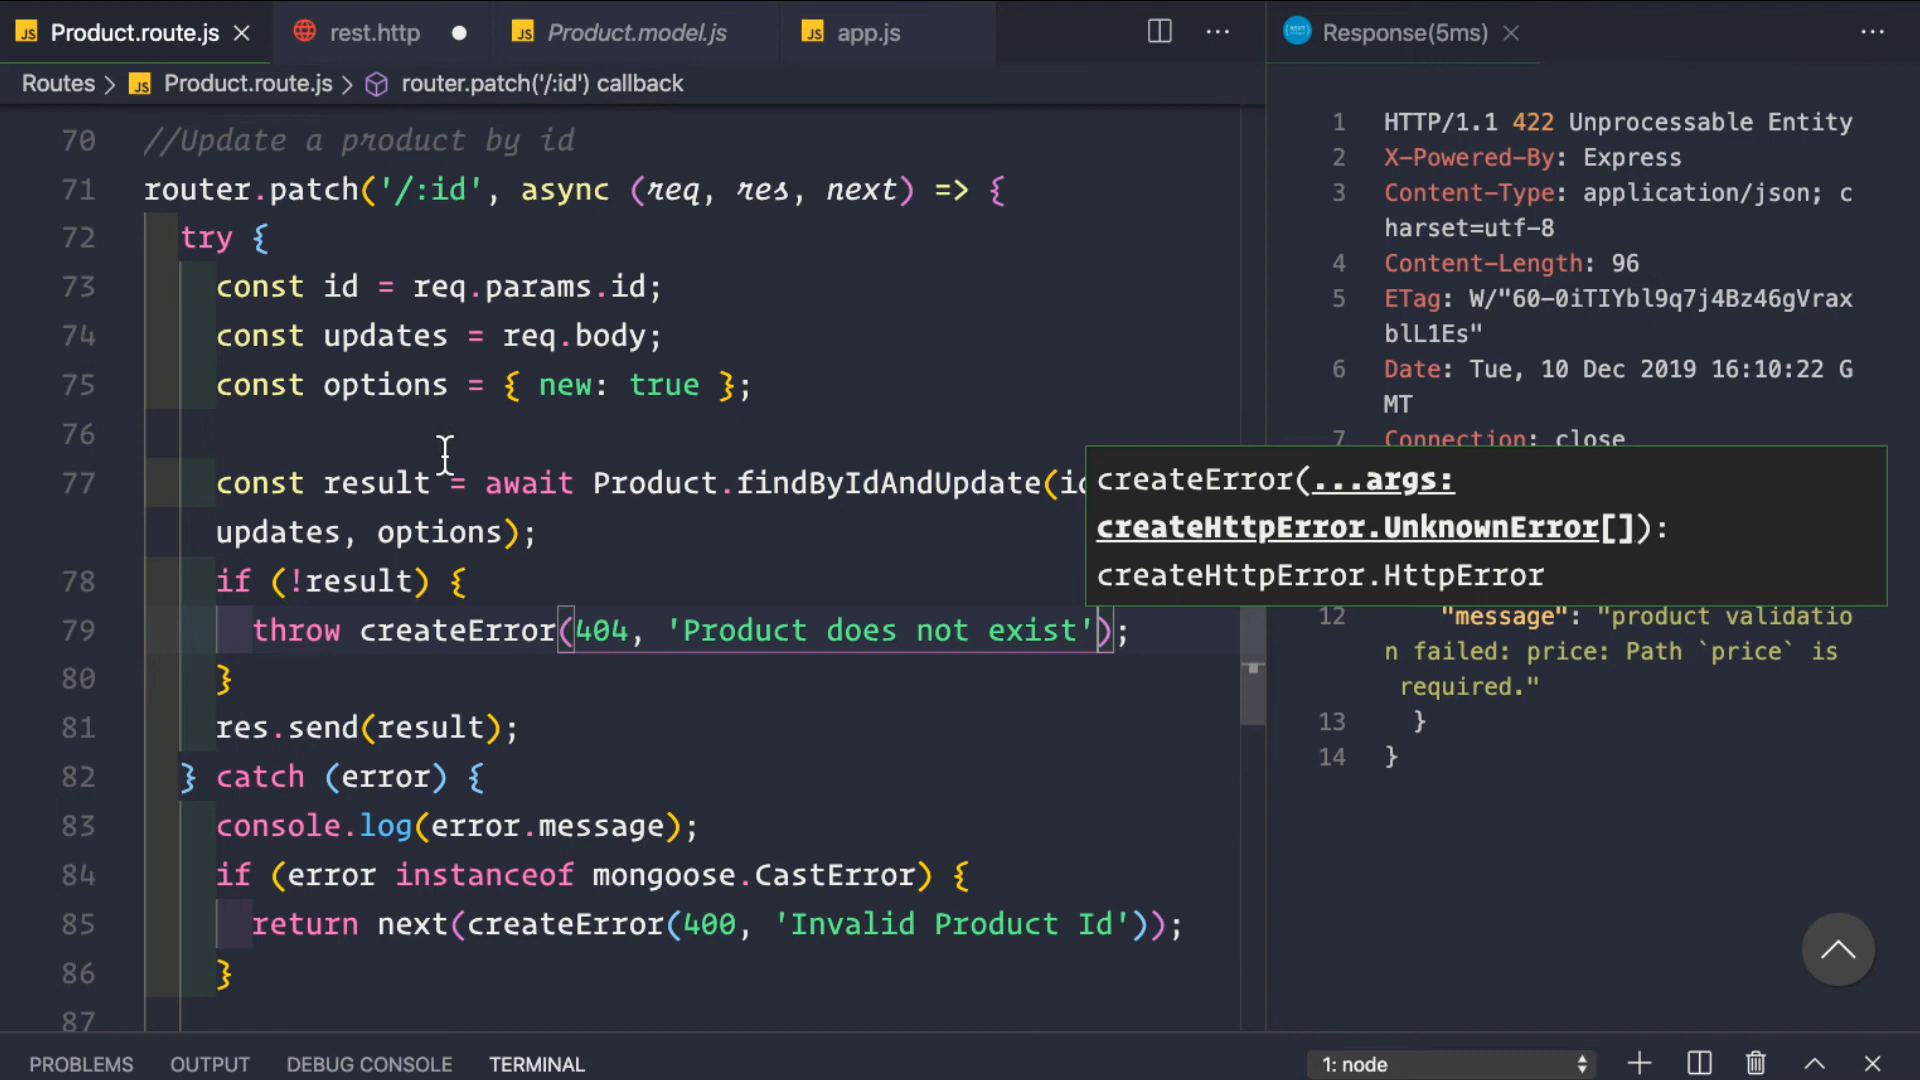 JS Product.route.js
rest.http
JS Product.model.js
JS app.js
Response(5ms)
Routes > JS Product.route.js > router.patch('/:id') callback
70 //Update a product by id
71 router.patch('/:id', async (req, res, next) => {
72 try {
73 const id = req.params.id;
74 const updates = req.body;
75 const options = { new: true };
76
77 const result = await Product.findByIdAndUpdate(id
updates, options);
78 if (!result) {
79 throw createError(404, 'Product does not exist');
80 }
81 res.send(result);
82 } catch (error) {
83 console.log(error.message);
84 if (error instanceof mongoose.CastError) {
85 return next(createError(400, 'Invalid Product Id'));
86 }
87
createError(...args:
createHttpError.UnknownError[]):
createHttpError.HttpError
1 HTTP/1.1 422 Unprocessable Entity
2 X-Powered-By: Express
3 Content-Type: application/json; c
harset=utf-8
4 Content-Length: 96
5 ETag: W/"60-0iTIYbl9q7j4Bz46gVrax
blL1Es"
6 Date: Tue, 10 Dec 2019 16:10:22 G
MT
7 Connection: close
12 "message": "product validatio
n failed: price: Path `price` is
required."
13 }
14 }
PROBLEMS OUTPUT DEBUG CONSOLE TERMINAL
1: node